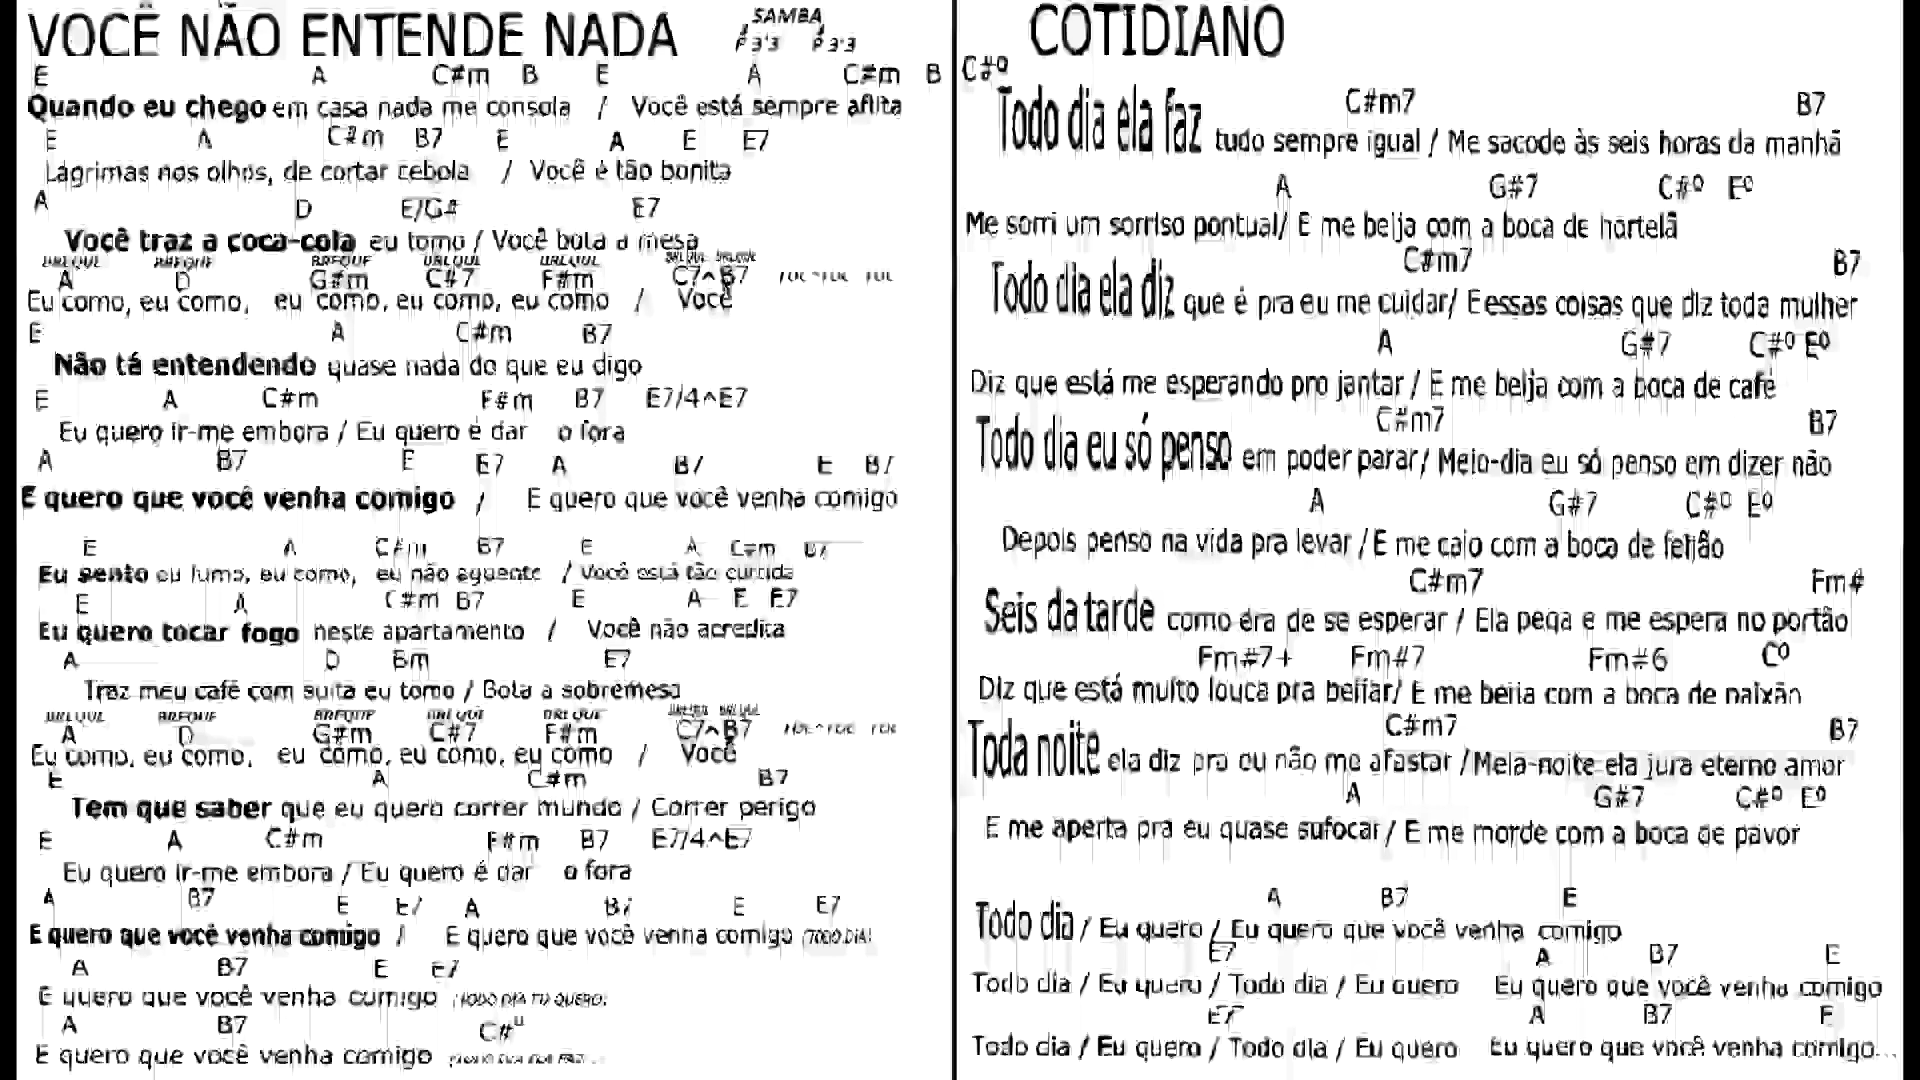 VOCÊ NÃO ENTENDE NADA
SAMBA
E A C#m B E A C#m B
Quando eu chego em casa nada me consola / Você está sempre aflita
E A C#m B7 E A E E7
Lágrimas nos olhos, de cortar cebola / Você é tão bonita
A D E/G# E7
Você traz a coca-cola eu tomo / Você bota a mesa
BREQUE BREQUE BREQUE BREQUE BREQUE BREQUE BREQUE
A D G#m C#7 F#m C7^B7
Eu como, eu como, eu como, eu como, eu como / Você
E A C#m B7
Não tá entendendo quase nada do que eu digo
E A C#m F#m B7 E7/4^E7
Eu quero ir-me embora / Eu quero é dar o fora
A B7 E E7 A B7 E B7
E quero que você venha comigo / E quero que você venha comigo
E A C#m B7 E A C#m B7
Eu sento eu fumo, eu como, eu não aguento / Você está tão curtida
E A C#m B7 E A E E7
Eu quero tocar fogo neste apartamento / Você não acredita
A D Bm E7
Traz meu café com suita eu tomo / Bota a sobremesa
BREQUE BREQUE BREQUE BREQUE BREQUE BREQUE BREQUE
A D G#m C#7 F#m C7^B7
Eu como, eu como, eu como, eu como, eu como / Você
E A C#m B7
Tem que saber que eu quero correr mundo / Correr perigo
E A C#m F#m B7 E7/4^E7
Eu quero ir-me embora / Eu quero é dar o fora
A B7 E E7 A B7 E E7
E quero que você venha comigo / E quero que você venha comigo (TODO DIA)
A B7 E E7
E quero que você venha comigo
A B7 C#º
E quero que você venha comigo
COTIDIANO
C#º C#m7 B7
Todo dia ela faz tudo sempre igual / Me sacode às seis horas da manhã
A G#7 C#º Eº
Me sorri um sorriso pontual/ E me beija com a boca de hortelã
C#m7 B7
Todo dia ela diz que é pra eu me cuidar/ E essas coisas que diz toda mulher
A G#7 C#º Eº
Diz que está me esperando pro jantar / E me beija com a boca de café
C#m7 B7
Todo dia eu só penso em poder parar/ Meio-dia eu só penso em dizer não
A G#7 C#º Eº
Depois penso na vida pra levar / E me calo com a boca de feijão
C#m7 Fm#
Seis da tarde como era de se esperar / Ela pega e me espera no portão
Fm#7+ Fm#7 Fm#6 Cº
Diz que está muito louca pra beijar/ E me beija com a boca de paixão
C#m7 B7
Toda noite ela diz pra eu não me afastar / Meia-noite ela jura eterno amor
A G#7 C#º Eº
E me aperta pra eu quase sufocar / E me morde com a boca de pavor
A B7 E
Todo dia / Eu quero / Eu quero que você venha comigo
E7 A B7 E
Todo dia / Eu quero / Todo dia / Eu quero Eu quero que você venha comigo
E7 A B7 E
Todo dia / Eu quero / Todo dia / Eu quero Eu quero que você venha comigo...